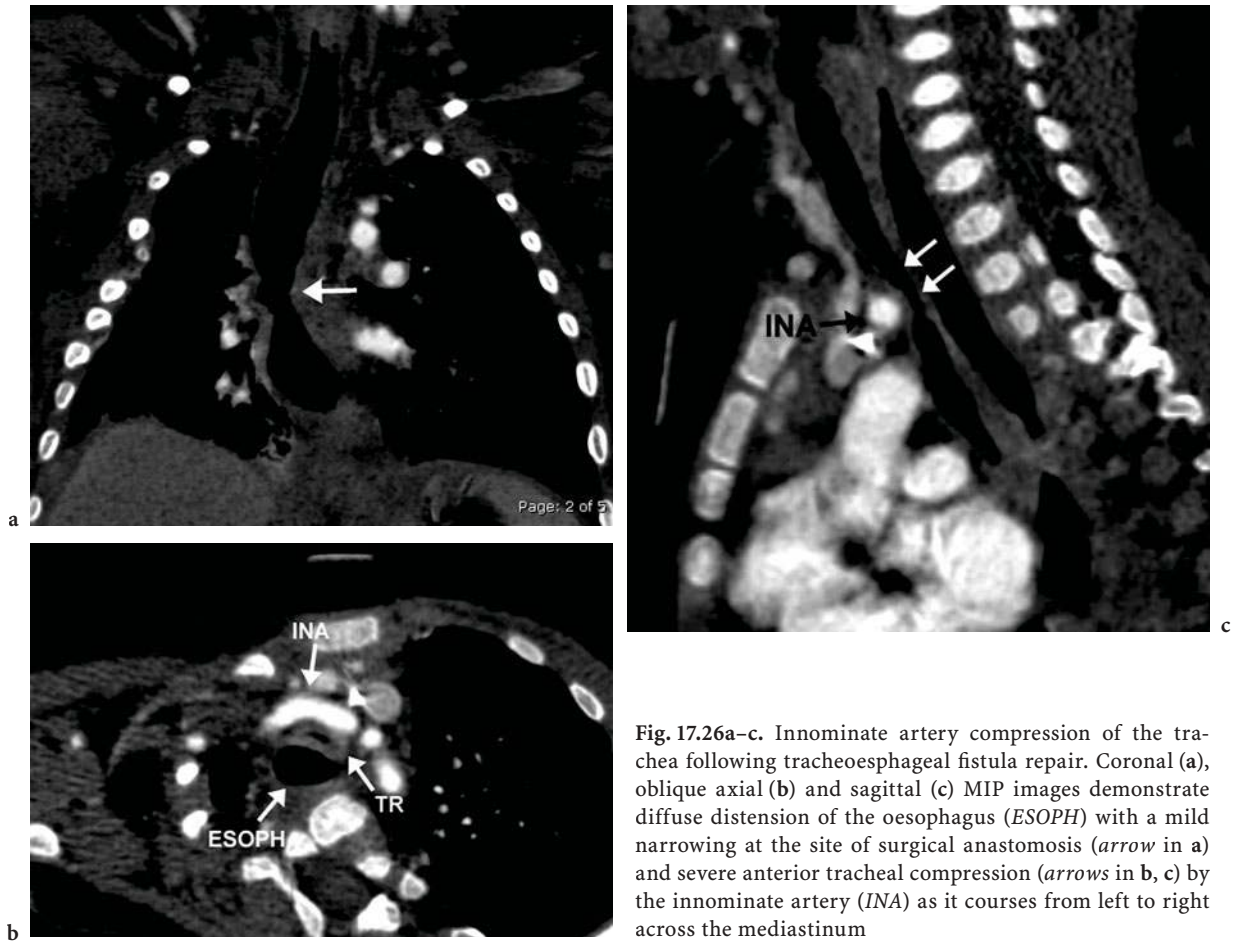 Page: 2 of 5
a
INA
c
INA
TR
ESOPH
b
Fig. 17.26a–c. Innominate artery compression of the tra-
chea following tracheoesphageal fistula repair. Coronal (a),
oblique axial (b) and sagittal (c) MIP images demonstrate
diffuse distension of the oesophagus (ESOPH) with a mild
narrowing at the site of surgical anastomosis (arrow in a)
and severe anterior tracheal compression (arrows in b, c) by
the innominate artery (INA) as it courses from left to right
across the mediastinum